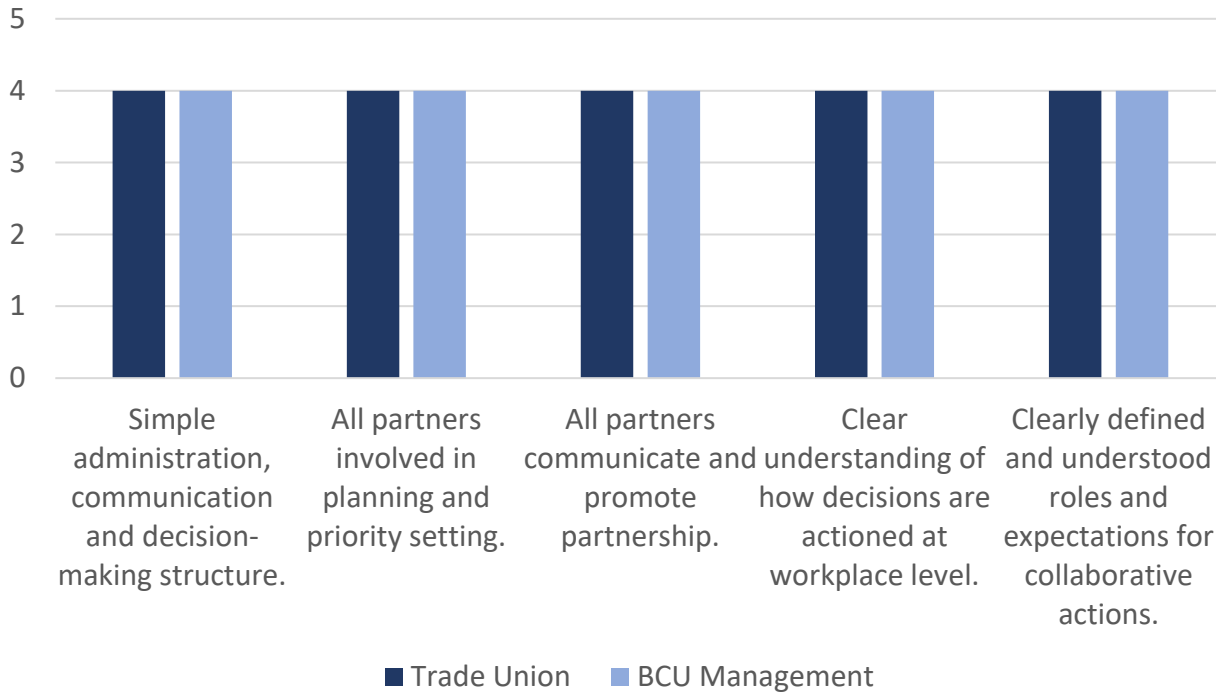 5
4
3
2
1
0
Simple
administration,
communication
and decision-
making structure.
All partners
involved in
planning and
priority setting.
All partners
communicate and
promote
partnership.
Clear
understanding of
how decisions are
actioned at
workplace level.
Clearly defined
and understood
roles and
expectations for
collaborative
actions.
Trade Union
BCU Management